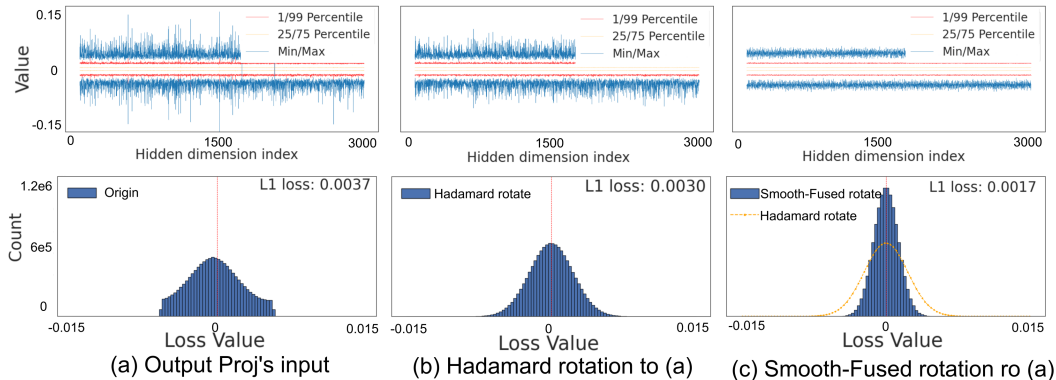 0.15
0
-0.15
Value
1/99 Percentile
25/75 Percentile
Min/Max
0
1500
3000
Hidden dimension index
1/99 Percentile
25/75 Percentile
Min/Max
0
1500
3000
Hidden dimension index
1/99 Percentile
25/75 Percentile
Min/Max
0
1500
3000
Hidden dimension index
1.2e6
6e5
0
Count
Origin
L1 loss: 0.0037
-0.015
0
0.015
Loss Value
Hadamard rotate
L1 loss: 0.0030
-0.015
0
0.015
Loss Value
Smooth-Fused rotate
Hadamard rotate
L1 loss: 0.0017
-0.015
0
0.015
Loss Value
(a) Output Proj's input
(b) Hadamard rotation to (a)
(c) Smooth-Fused rotation ro (a)